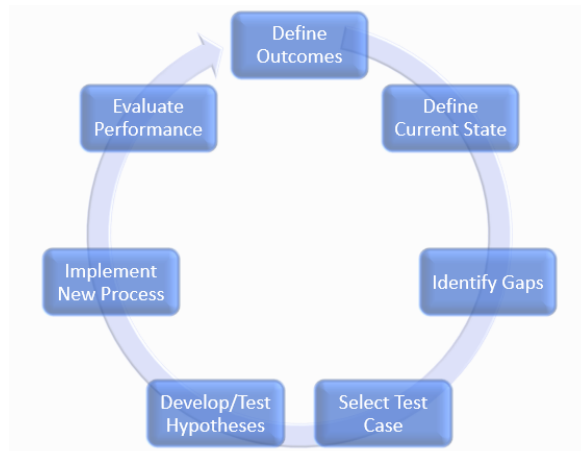 Define
Outcomes
Define
Current State
Identify Gaps
Select Test
Case
Develop/Test
Hypotheses
Implement
New Process
Evaluate
Performance